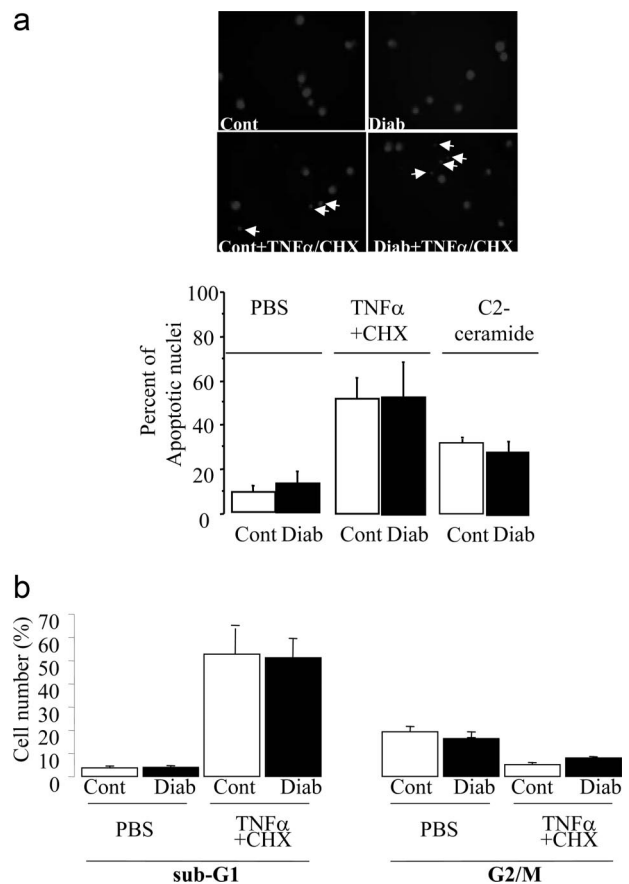 a
Cont
Diab
Cont+TNFα/CHX
Diab+TNFα/CHX
Percent of
Apoptotic nuclei
100
80
60
40
20
0
PBS
TNFα
+CHX
C2-
ceramide
Cont Diab
Cont Diab
Cont Diab
b
Cell number (%)
70
60
50
40
30
20
10
0
Cont Diab Cont Diab Cont Diab Cont Diab
PBS
TNFα
+CHX
PBS
TNFα
+CHX
sub-G1
G2/M